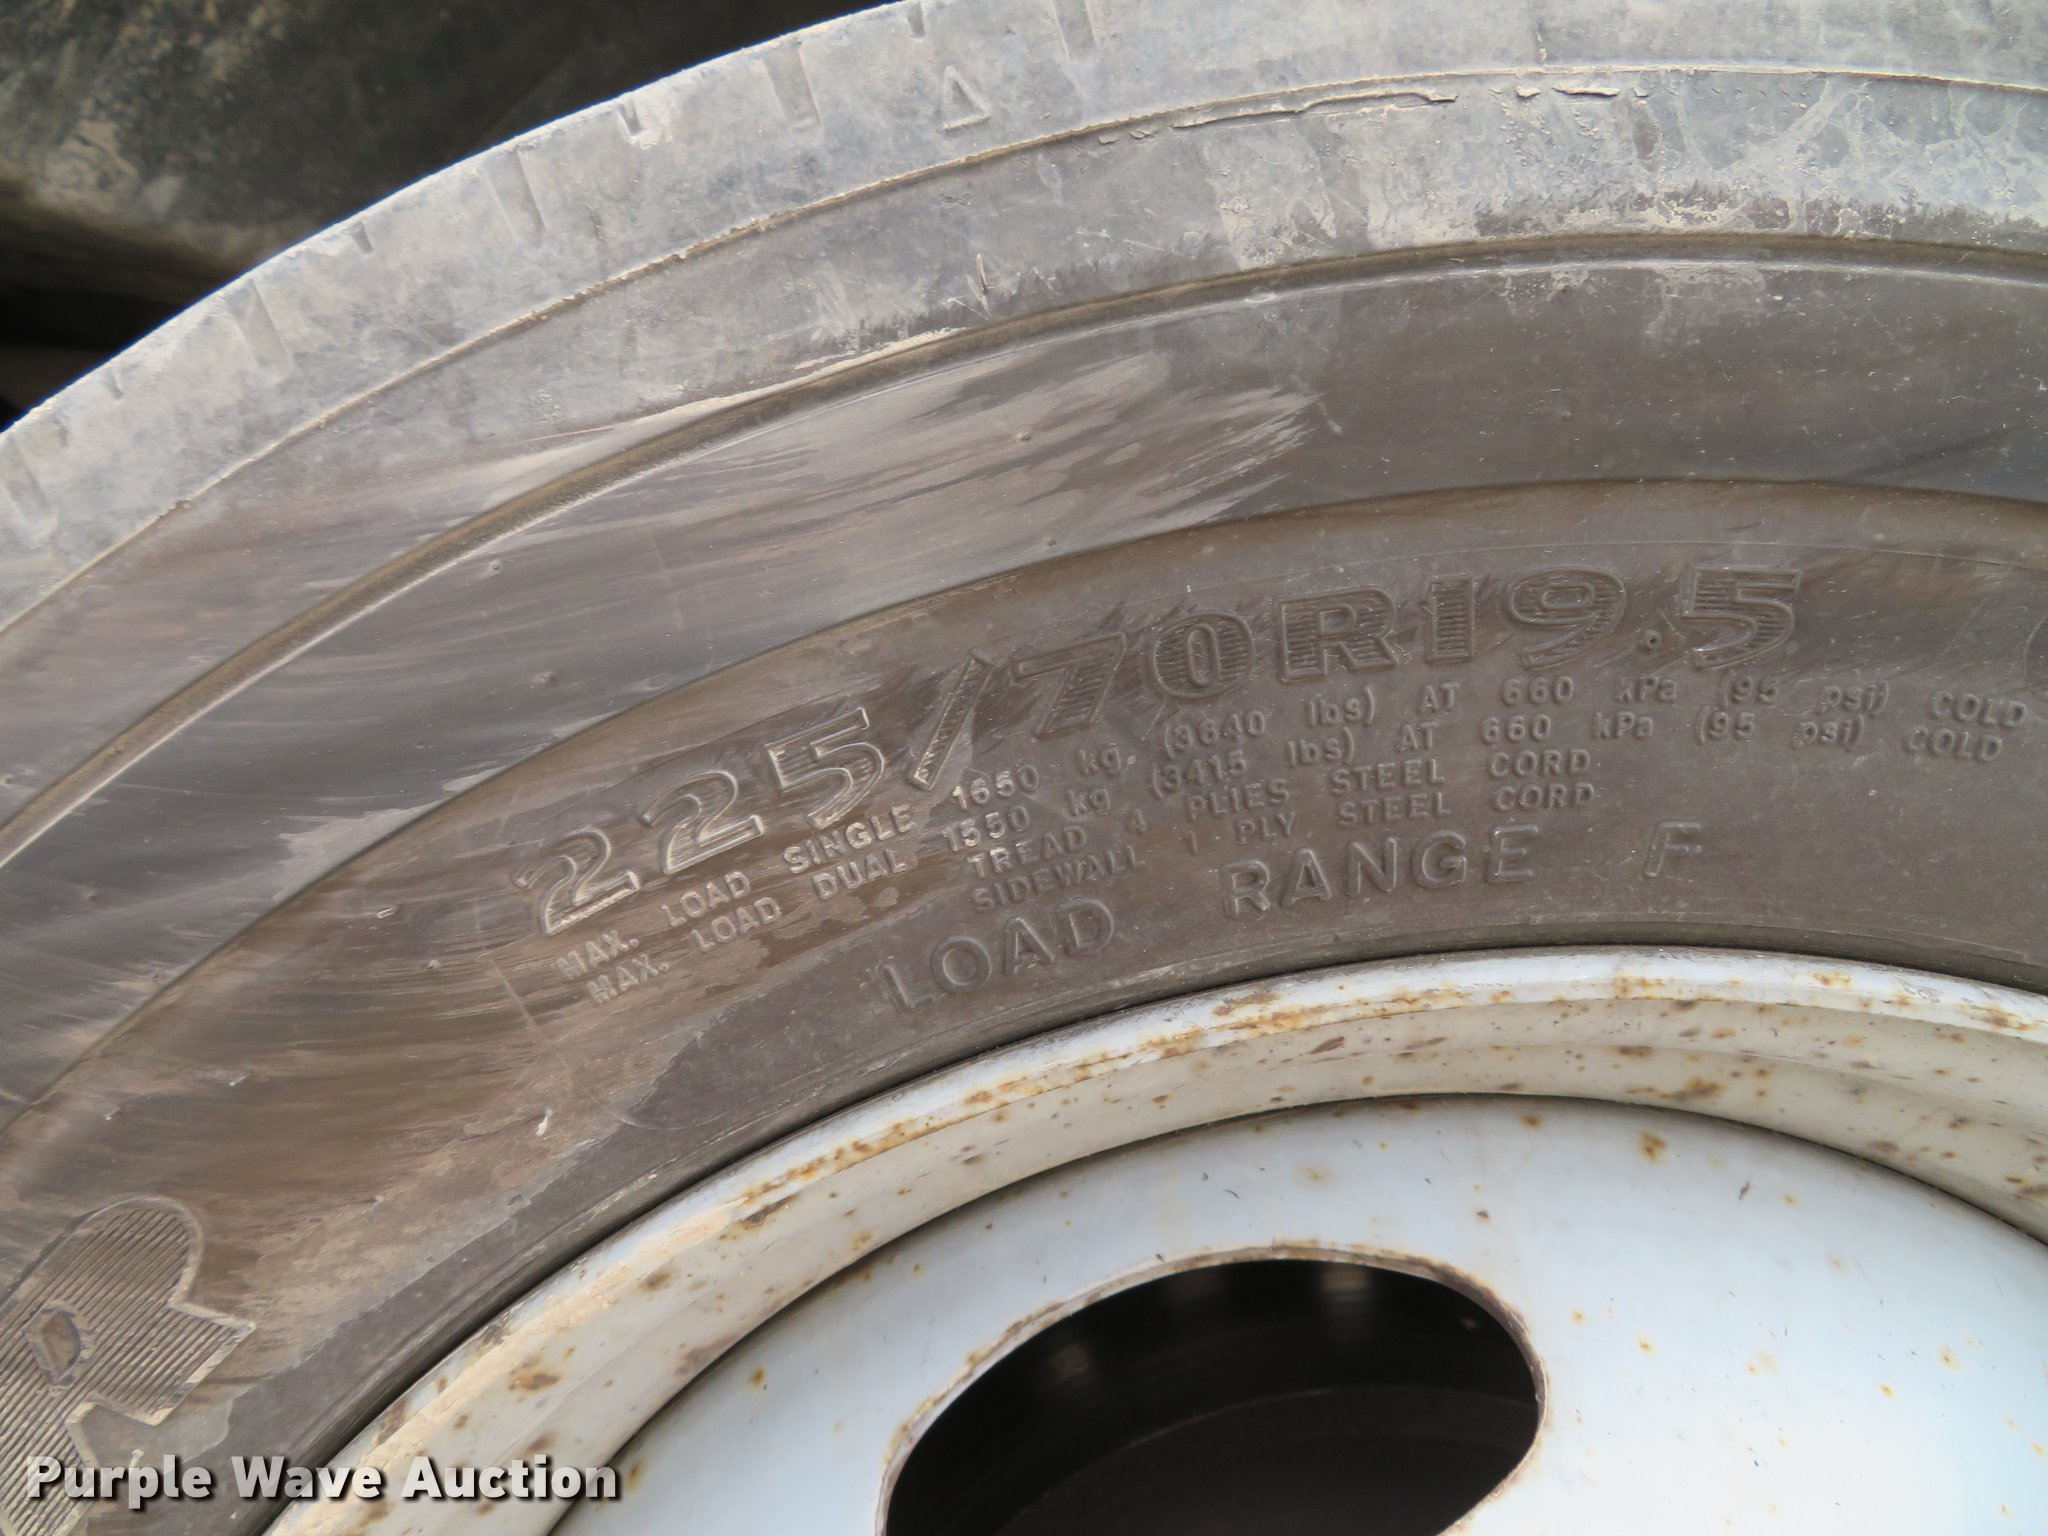 225/70R19.5
MAX. LOAD SINGLE 1650 kg (3640 lbs) AT 660 kPa (95 psi) COLD
MAX. LOAD DUAL 1550 kg (3415 lbs) AT 660 kPa (95 psi) COLD
TREAD 4 PLIES STEEL CORD
SIDEWALL 1 PLY STEEL CORD
LOAD RANGE F
Purple Wave Auction